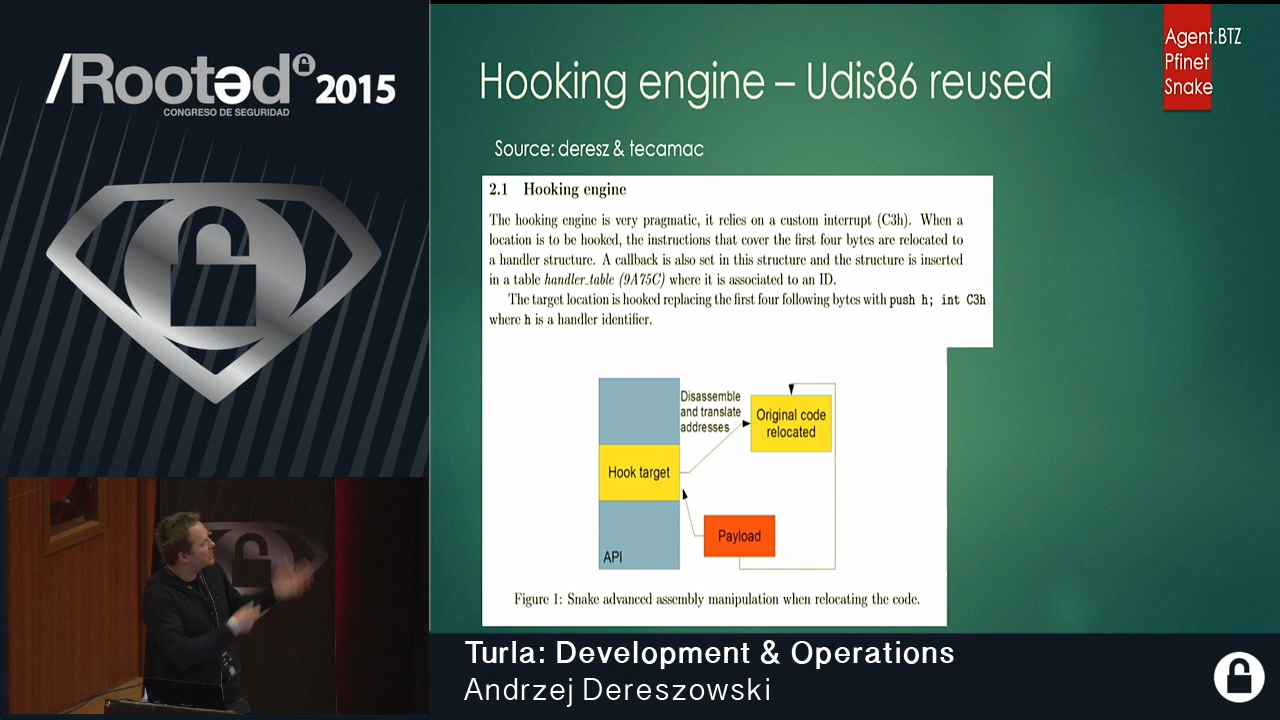 /Rootəd 2015
CONGRESO DE SEGURIDAD
Hooking engine – Udis86 reused
Agent.BTZ
Pfinet
Snake
Source: deresz & tecamac
2.1 Hooking engine
The hooking engine is very pragmatic, it relies on a custom interrupt (C3h). When a
location is to be hooked, the instructions that cover the first four bytes are relocated to
a handler structure. A callback is also set in this structure and the structure is inserted
in a table handler_table (9A75C) where it is associated to an ID.
The target location is hooked replacing the first four following bytes with push h; int C3h
where h is a handler identifier.
Disassemble
and translate
addresses
Original code
relocated
Hook target
Payload
API
Figure 1: Snake advanced assembly manipulation when relocating the code.
Turla: Development & Operations
Andrzej Dereszowski